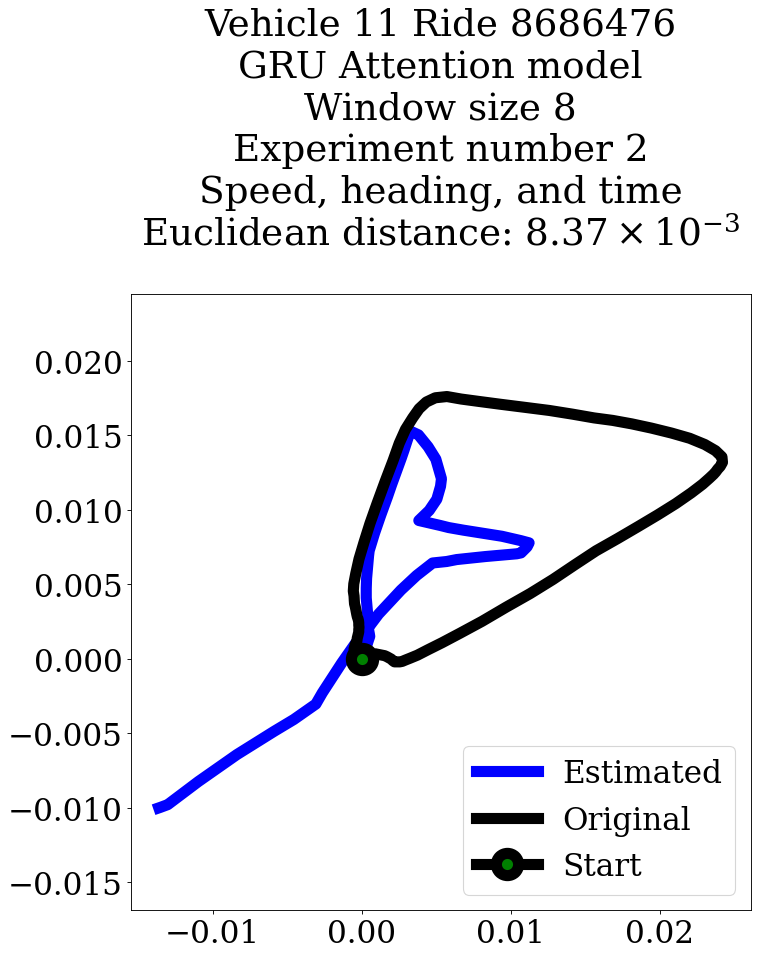 Vehicle 11 Ride 8686476
GRU Attention model
Window size 8
Experiment number 2
Speed, heading, and time
Euclidean distance: 8.37 × 10⁻³
0.020
0.015
0.010
0.005
0.000
−0.005
−0.010
−0.015
Estimated
Original
Start
−0.01 0.00 0.01 0.02